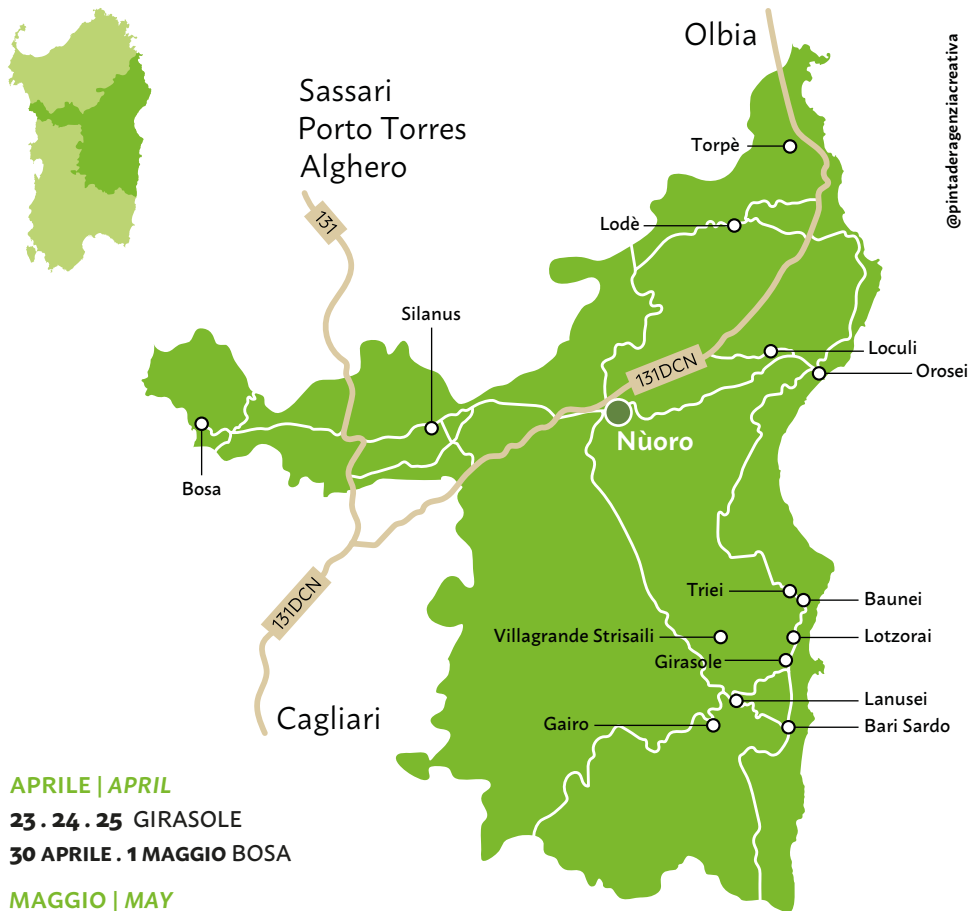 Olbia
@pintaderagenziacreativa
Sassari
Porto Torres
Alghero
Torpè
131
Lodè
Silanus
Loculi
131DCN
Orosei
Nùoro
Bosa
131DCN
Triei
Baunei
Villagrande Strisaili
Lotzorai
Girasole
Lanusei
Cagliari
Gairo
Bari Sardo
APRILE | APRIL
23 . 24 . 25 GIRASOLE
30 APRILE . 1 MAGGIO BOSA
MAGGIO | MAY